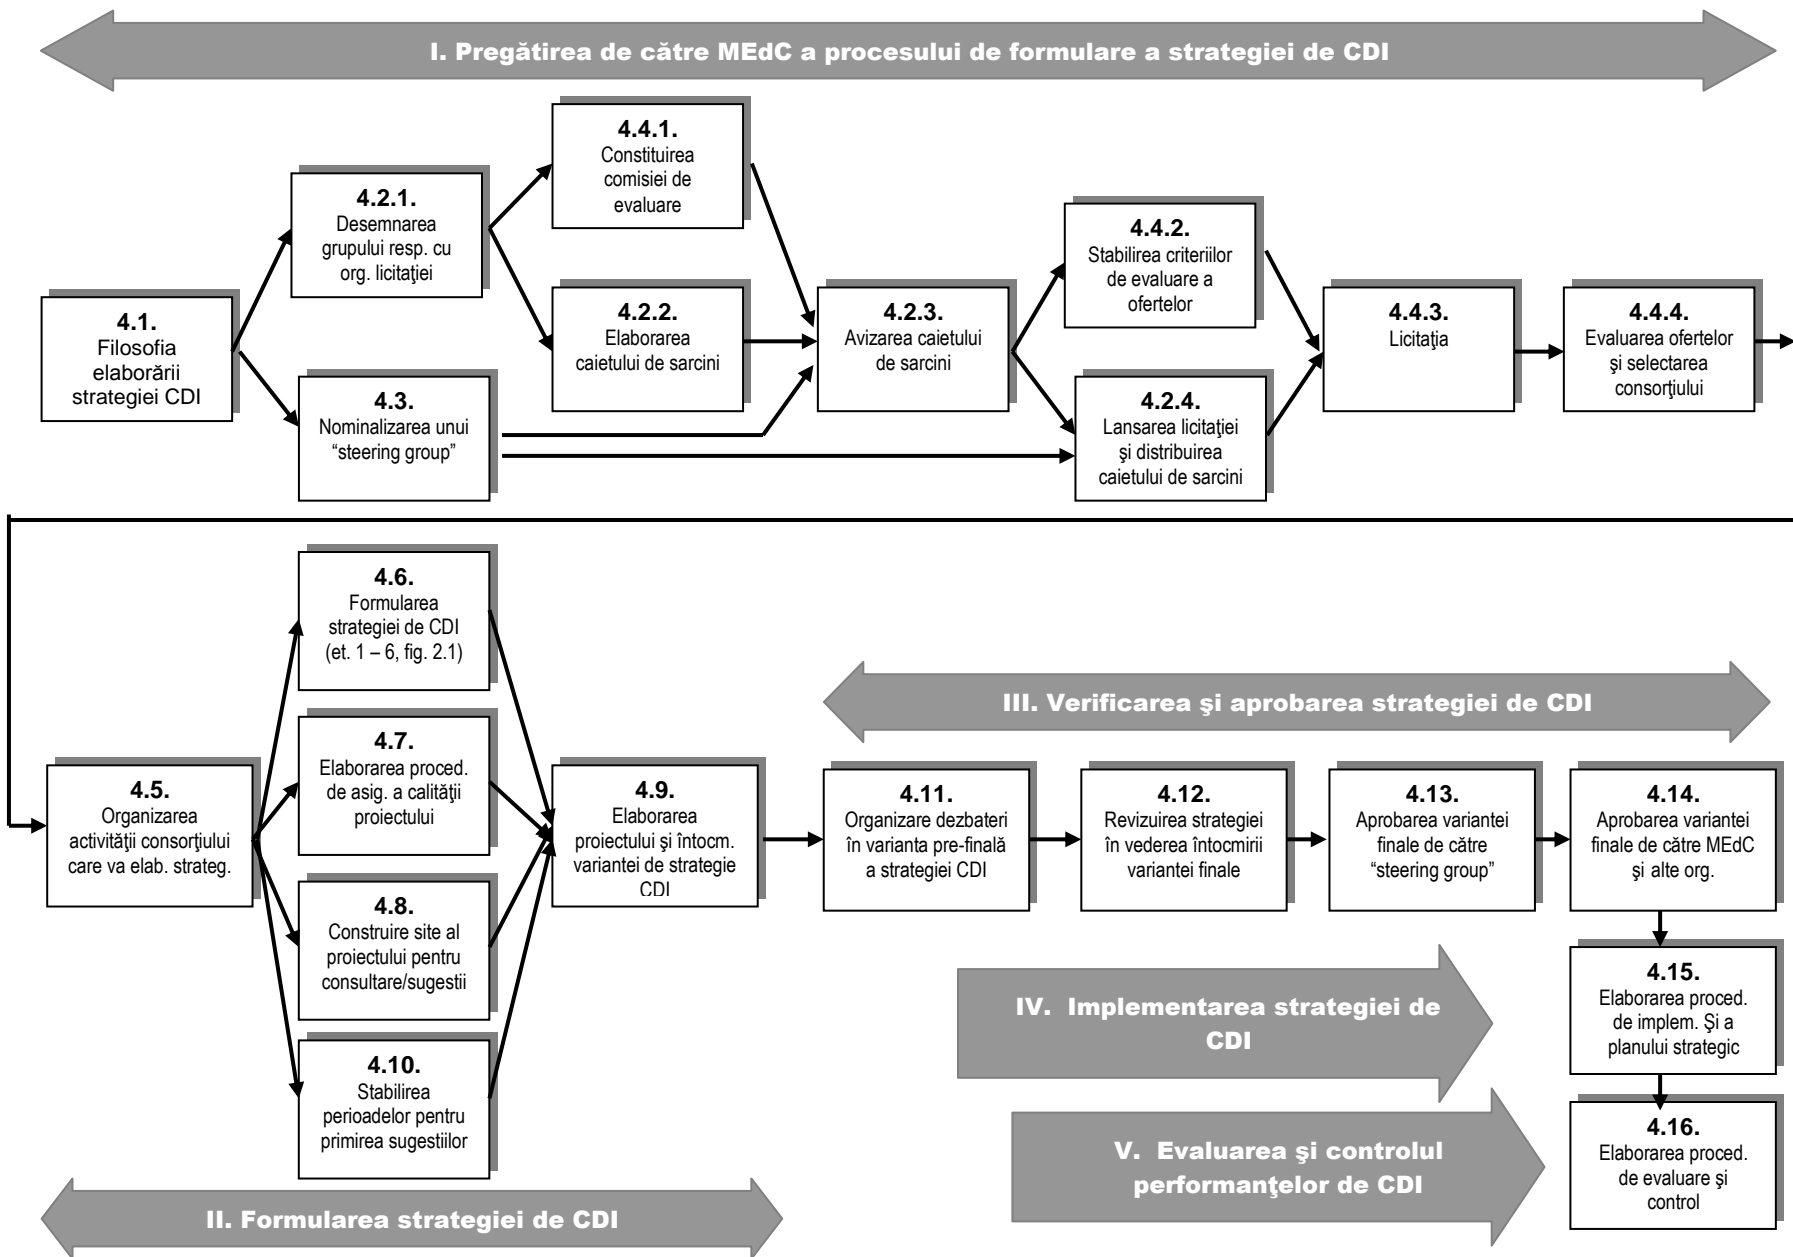 I. Pregătirea de către MEdC a procesului de formulare a strategiei de CDI
4.1.
Filosofia
elaborării
strategiei CDI
4.2.1.
Desemnarea
grupului resp. cu
org. licitaţiei
4.3.
Nominalizarea unui
“steering group”
4.4.1.
Constituirea
comisiei de
evaluare
4.2.2.
Elaborarea
caietului de sarcini
4.2.3.
Avizarea caietului
de sarcini
4.4.2.
Stabilirea criteriilor
de evaluare a
ofertelor
4.2.4.
Lansarea licitaţiei
şi distribuirea
caietului de sarcini
4.4.3.
Licitaţia
4.4.4.
Evaluarea ofertelor
şi selectarea
consorţiului
4.5.
Organizarea
activităţii consorţiului
care va elab. strateg.
4.6.
Formularea
strategiei de CDI
(et. 1 – 6, fig. 2.1)
4.7.
Elaborarea proced.
de asig. a calităţii
proiectului
4.8.
Construire site al
proiectului pentru
consultare/sugestii
4.10.
Stabilirea
perioadelor pentru
primirea sugestiilor
4.9.
Elaborarea
proiectului şi întocm.
variantei de strategie
CDI
II. Formularea strategiei de CDI
III. Verificarea şi aprobarea strategiei de CDI
4.11.
Organizare dezbateri
în varianta pre-finală
a strategiei CDI
4.12.
Revizuirea strategiei
în vederea întocmirii
variantei finale
4.13.
Aprobarea variantei
finale de către
“steering group”
4.14.
Aprobarea variantei
finale de către MEdC
şi alte org.
IV. Implementarea strategiei de
CDI
4.15.
Elaborarea proced.
de implem. Şi a
planului strategic
V. Evaluarea şi controlul
performanţelor de CDI
4.16.
Elaborarea proced.
de evaluare şi
control